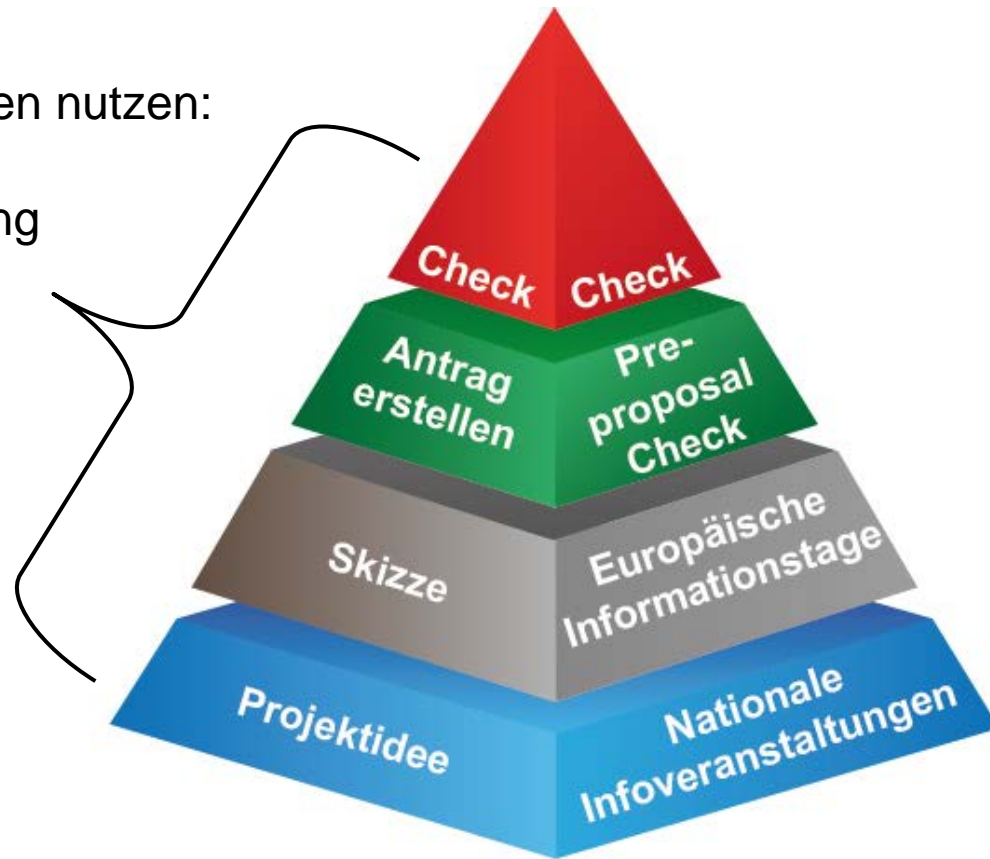 en nutzen:
ng
Check
Check
Antrag
erstellen
Pre-
proposal
Check
Skizze
Europäische
Informationstage
Projektidee
Nationale
Infoveranstaltungen